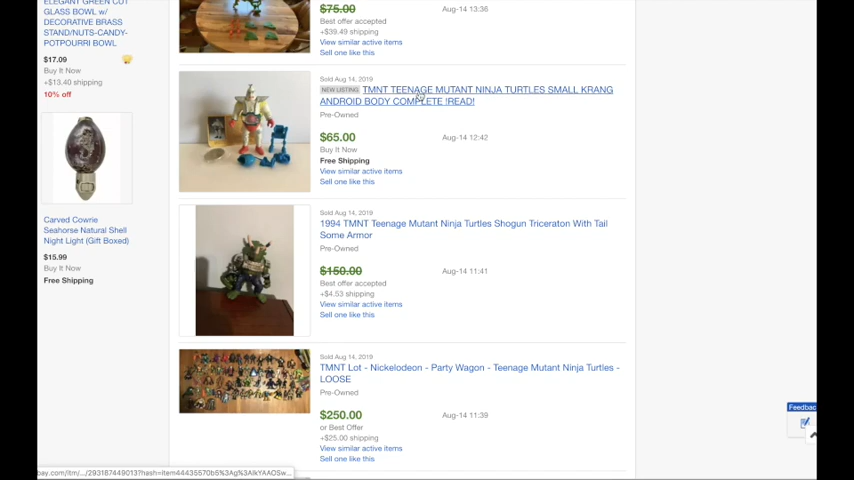 ELEGANT GREEN CUT
GLASS BOWL w/
DECORATIVE BRASS
STAND/NUTS-CANDY-
POTPOURRI BOWL
$17.09
Buy It Now
+$13.40 shipping
10% off
Carved Cowrie
Seahorse Natural Shell
Night Light (Gift Boxed)
$15.99
Buy It Now
Free Shipping
$75.00
Aug-14 13:36
Best offer accepted
+$39.49 shipping
View similar active items
Sell one like this
Sold Aug 14, 2019
NEW LISTING TMNT TEENAGE MUTANT NINJA TURTLES SMALL KRANG
ANDROID BODY COMPLETE !READ!
Pre-Owned
$65.00
Aug-14 12:42
Buy It Now
Free Shipping
View similar active items
Sell one like this
Sold Aug 14, 2019
1994 TMNT Teenage Mutant Ninja Turtles Shogun Triceraton With Tail
Some Armor
Pre-Owned
$150.00
Aug-14 11:41
Best offer accepted
+$4.53 shipping
View similar active items
Sell one like this
Sold Aug 14, 2019
TMNT Lot - Nickelodeon - Party Wagon - Teenage Mutant Ninja Turtles -
LOOSE
Pre-Owned
$250.00
Aug-14 11:39
or Best Offer
+$25.00 shipping
View similar active items
Sell one like this
Feedbac